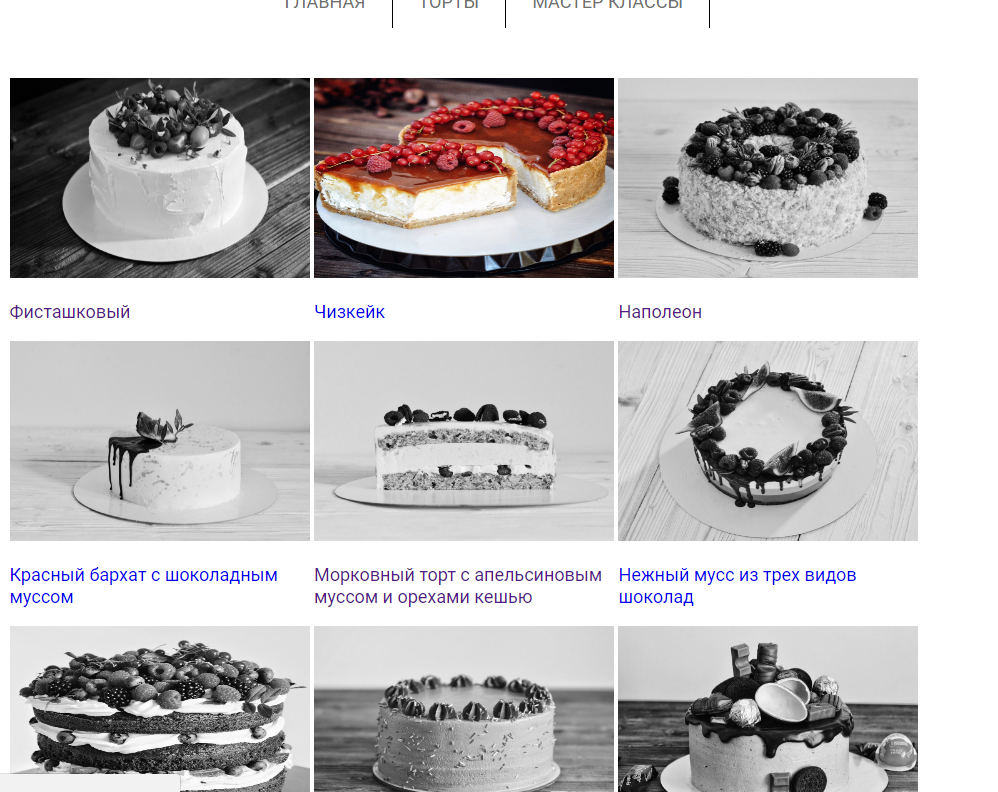 ГЛАВНАЯ ТОРТЫ МАСТЕР КЛАССЫ
Фисташковый Чизкейк Наполеон
Красный бархат с шоколадным
муссом
Морковный торт с апельсиновым
муссом и орехами кешью
Нежный мусс из трех видов
шоколад